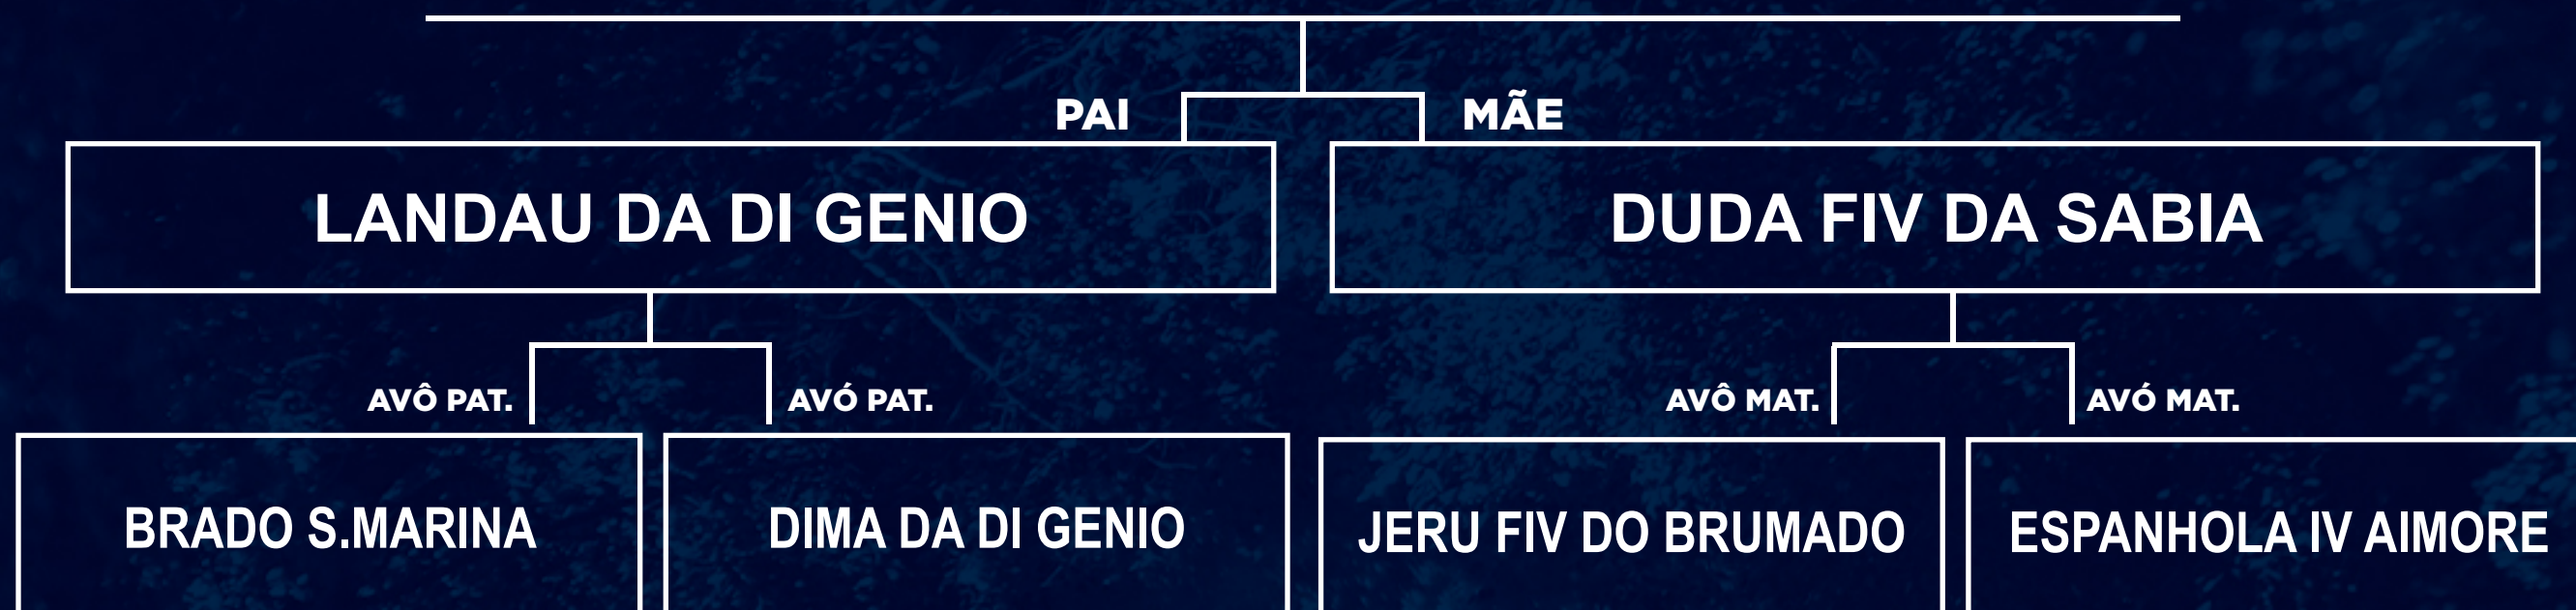 PAI
MÃE
LANDAU DA DI GENIO
DUDA FIV DA SABIA
AVÔ PAT.
AVÓ PAT.
AVÔ MAT.
AVÓ MAT.
BRADO S.MARINA
DIMA DA DI GENIO
JERU FIV DO BRUMADO
ESPANHOLA IV AIMORE